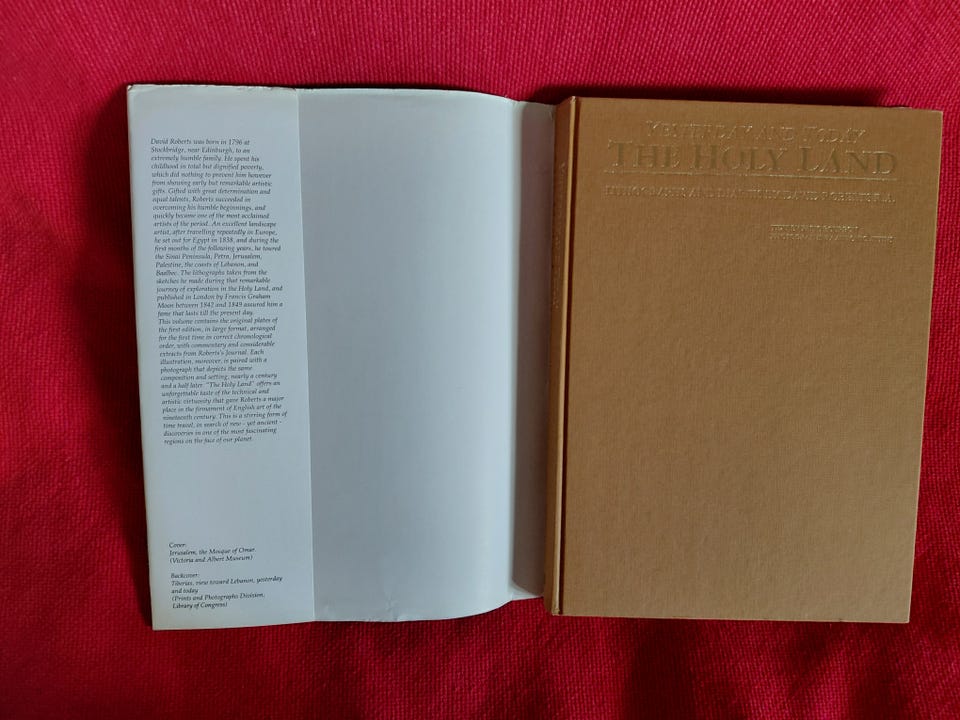 David Roberts was born in 1796 at
Stockbridge, near Edinburgh, to an
extremely humble family. He spent his
childhood in total but dignified poverty,
which did nothing to prevent him however
from showing early but remarkable artistic
gifts. Gifted with great determination and
equal talents, Roberts succeeded in
overcoming his humble beginnings, and
quickly became one of the most acclaimed
artists of the period. An excellent landscape
artist, after travelling repeatedly in Europe,
he set out for Egypt in 1838, and during the
first months of the following years, he toured
the Sinai Peninsula, Petra, Jerusalem,
Palestine, the coasts of Lebanon, and
Baalbec. The lithographs taken from the
sketches he made during that remarkable
journey of exploration in the Holy Land, and
published in London by Francis Graham
Moon between 1842 and 1849 assured him a
fame that lasts till the present day.
This volume contains the original plates of
the first edition, in large format, arranged
for the first time in correct chronological
order, with commentary and considerable
extracts from Roberts's Journal. Each
illustration, moreover, is paired with a
photograph that depicts the same
composition and setting, nearly a century
and a half later. "The Holy Land" offers an
unforgettable taste of the technical and
artistic virtuosity that gave Roberts a major
place in the firmament of English art of the
nineteenth century. This is a stirring form of
time travel, in search of new - yet ancient -
discoveries in one of the most fascinating
regions on the face of our planet.
Cover:
Jerusalem, the Mosque of Omar
(Victoria and Albert Museum)
Backcover:
Tiberias, view toward Lebanon, yesterday
and today
(Prints and Photographs Division,
Library of Congress)
YESTERDAY AND TODAY
THE HOLY LAND
LITHOGRAPHS AND DIARIES BY DAVID ROBERTS R.A.